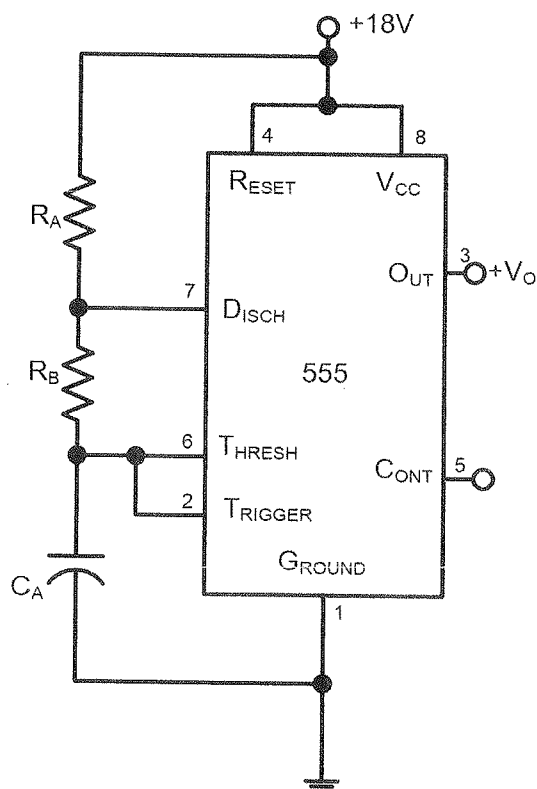 +18V
4
8
RESET
VCC
RA
3
OUT
+VO
7
DISCH
RB
555
6
THRESH
CONT
5
2
TRIGGER
GROUND
CA
1